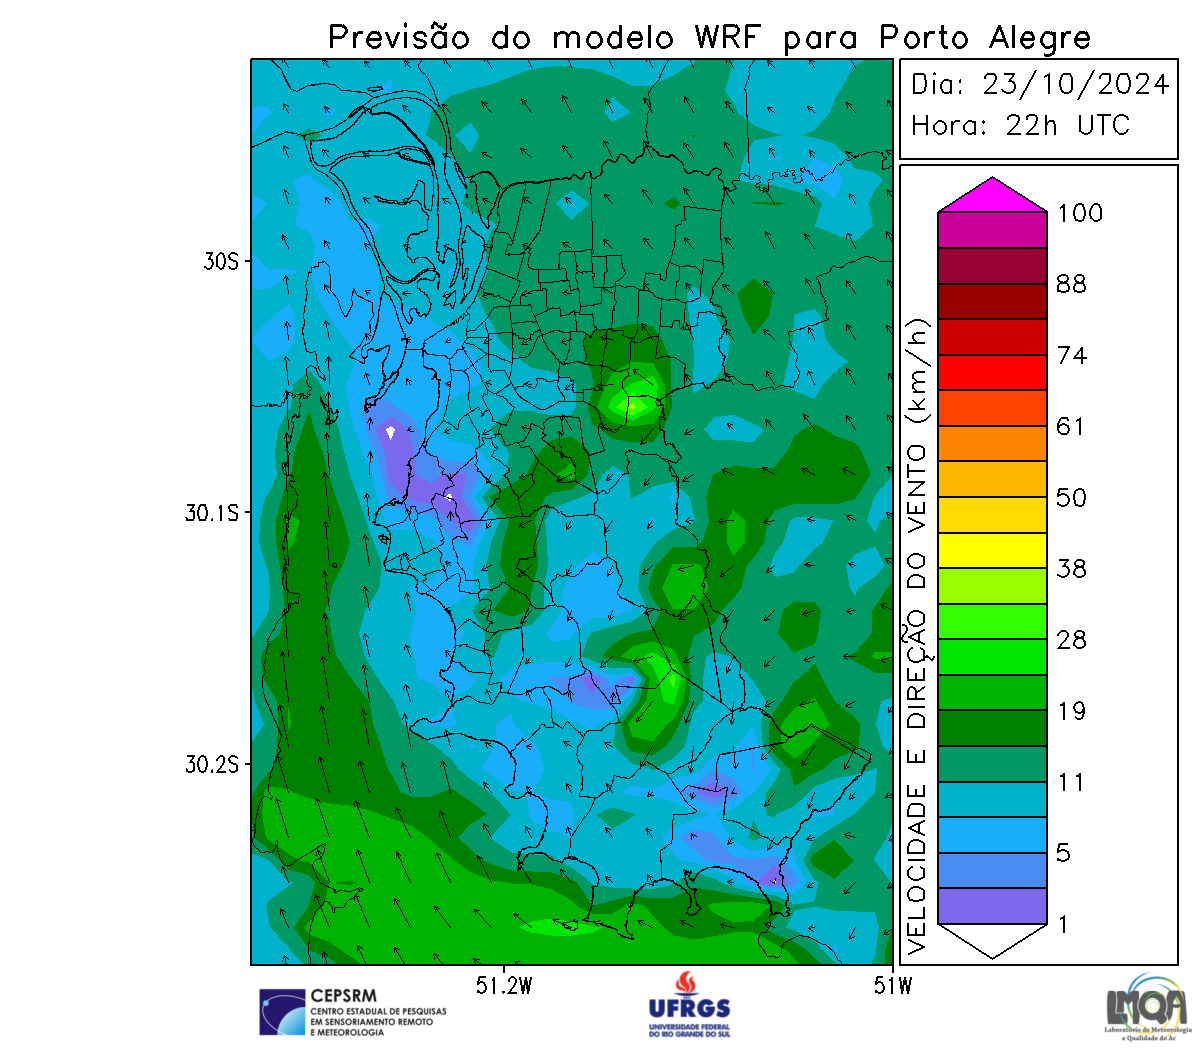 Previsão do modelo WRF para Porto Alegre
Dia: 23/10/2024
Hora: 22h UTC
VELOCIDADE E DIREÇÃO DO VENTO (km/h)
100
88
74
61
50
38
28
19
11
5
1
30S
30.1S
30.2S
51.2W
51W
CEPSRM
CENTRO ESTADUAL DE PESQUISAS
EM SENSORIAMENTO REMOTO
E METEOROLOGIA
UFRGS
UNIVERSIDADE FEDERAL
DO RIO GRANDE DO SUL
LMQA
Laboratório de Meteorologia
e Qualidade do Ar